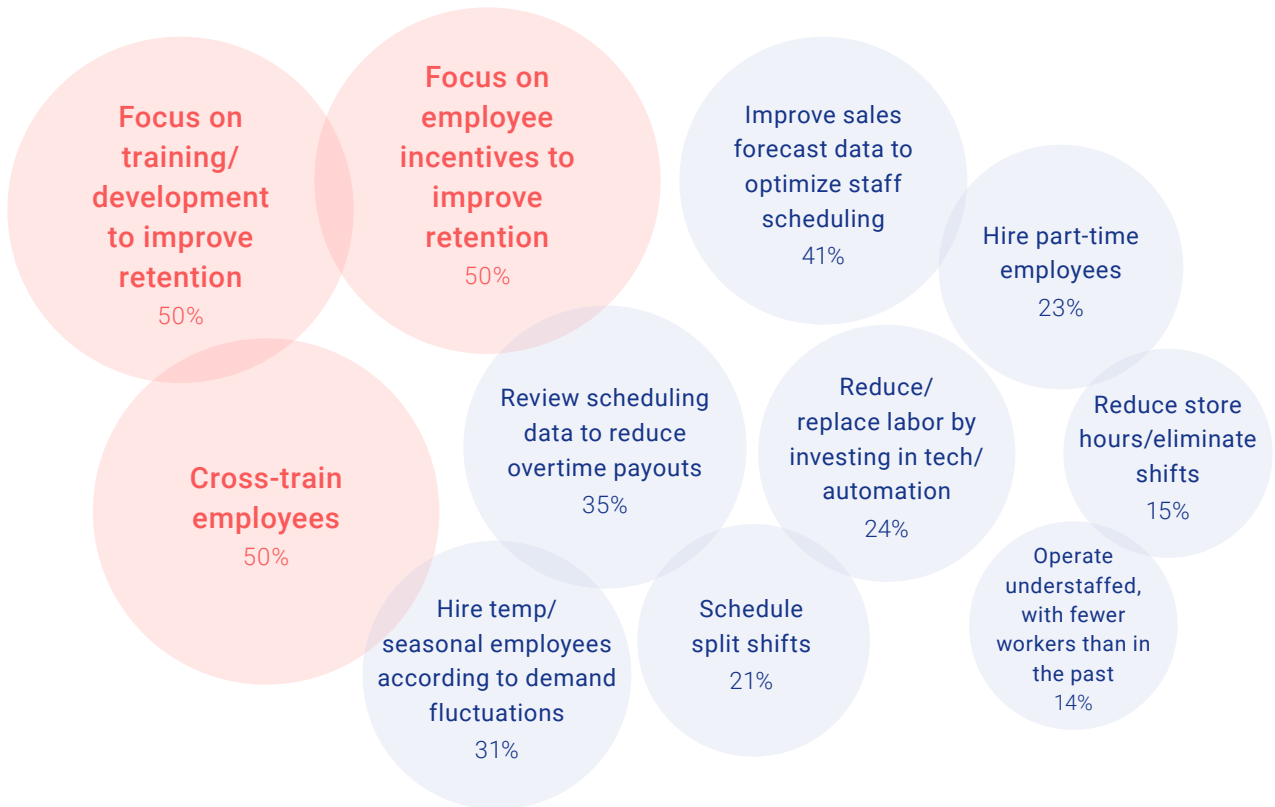 Focus on
training/
development
to improve
retention
50%
Focus on
employee
incentives to
improve
retention
50%
Improve sales
forecast data to
optimize staff
scheduling
41%
Hire part-time
employees
23%
Cross-train
employees
50%
Review scheduling
data to reduce
overtime payouts
35%
Reduce/
replace labor by
investing in tech/
automation
24%
Reduce store
hours/eliminate
shifts
15%
Hire temp/
seasonal employees
according to demand
fluctuations
31%
Schedule
split shifts
21%
Operate
understaffed,
with fewer
workers than in
the past
14%